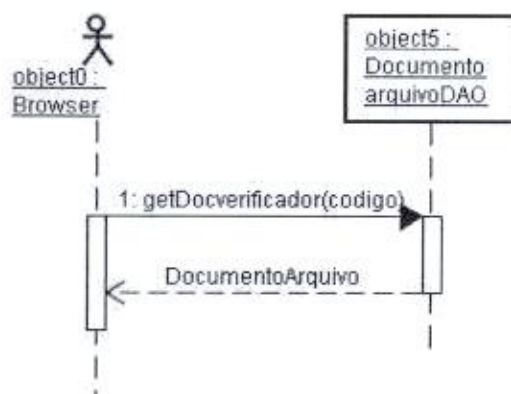 object0 :
Browser
object5 :
Documento
arquivoDAO
1: getDocverificador(codigo)
DocumentoArquivo